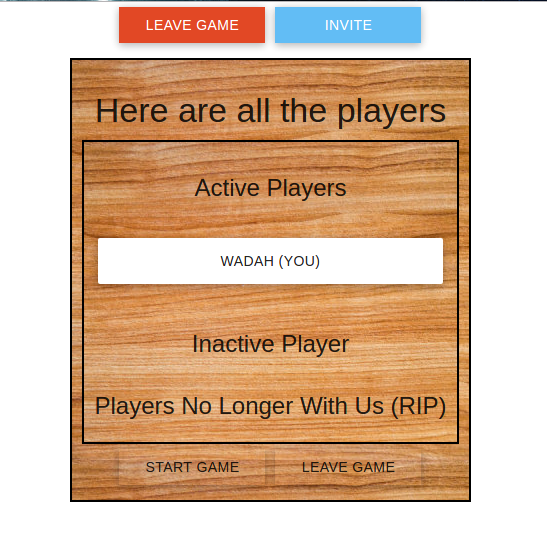 LEAVE GAME
INVITE
Here are all the players
Active Players
WADAH (YOU)
Inactive Player
Players No Longer With Us (RIP)
START GAME
LEAVE GAME